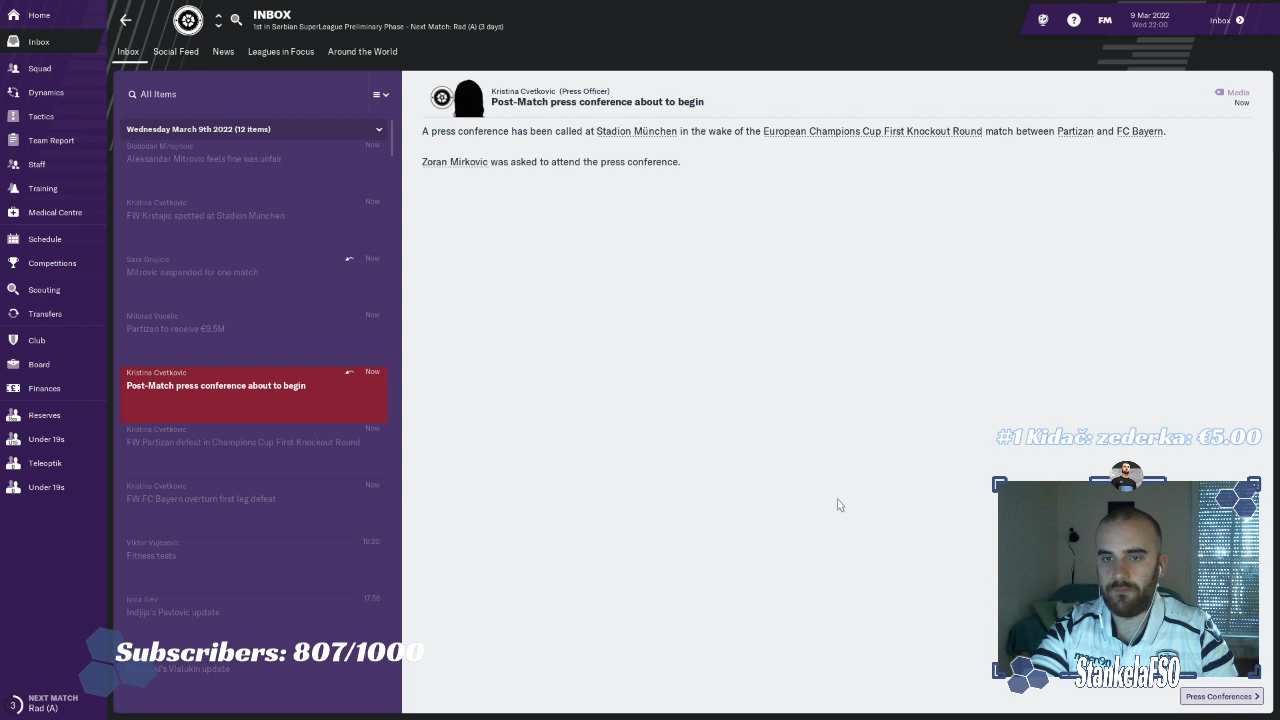 Home
Inbox
Squad
Dynamics
Tactics
Team Report
Staff
Training
Medical Centre
Schedule
Competitions
Scouting
Transfers
Club
Board
Finances
Reserves
Under 19s
Teleoptik
Under 19s
3
NEXT MATCH
Rad (A)
INBOX
1st in Serbian SuperLeague Preliminary Phase - Next Match: Rad (A) (3 days)
FM
9 Mar 2022
Wed 22:00
Inbox
Inbox Social Feed News Leagues in Focus Around the World
All Items
Wednesday March 9th 2022 (12 items)
Slobodan Mihajlovic Now
Aleksandar Mitrovic feels fine was unfair
Kristina Cvetkovic Now
FW:Krstajic spotted at Stadion München
Sara Grujicic Now
Mitrovic suspended for one match
Milorad Vucelic Now
Partizan to receive €9.5M
Kristina Cvetkovic Now
Post-Match press conference about to begin
Kristina Cvetkovic Now
FW:Partizan defeat in Champions Cup First Knockout Round
Kristina Cvetkovic Now
FW:FC Bayern overturn first leg defeat
Viktor Vujosevic 19:20
Fitness tests
Ivica Iliev 17:56
Indjija's Pavlovic update
Vlalukin update
Kristina Cvetkovic (Press Officer)
Post-Match press conference about to begin
Media
Now
A press conference has been called at Stadion München in the wake of the European Champions Cup First Knockout Round match between Partizan and FC Bayern.
Zoran Mirkovic was asked to attend the press conference.
#1 Kidač: zederka: €5.00
StankelaFSO
Press Conferences
Subscribers: 807/1000